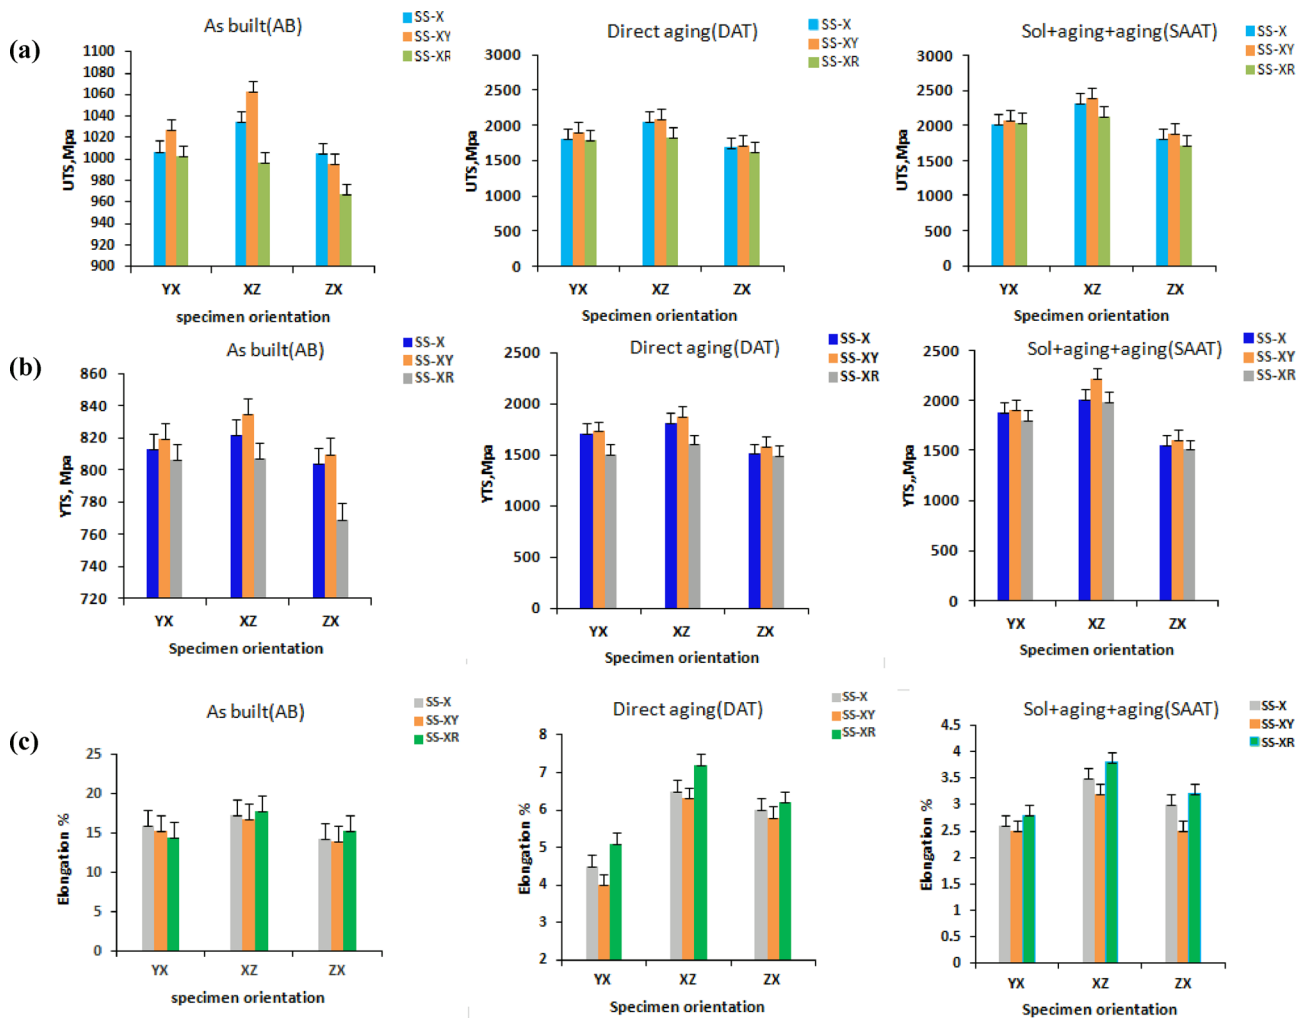 (a)
As built(AB)
SS-X
SS-XY
SS-XR
UTS,Mpa
1100
1080
1060
1040
1020
1000
980
960
940
920
900
YX XZ ZX
specimen orientation
Direct aging(DAT)
SS-X
SS-XY
SS-XR
UTS,Mpa
3000
2500
2000
1500
1000
500
0
YX XZ ZX
Specimen orientation
Sol+aging+aging(SAAT)
SS-X
SS-XY
SS-XR
UTS,Mpa
3000
2500
2000
1500
1000
500
0
YX XZ ZX
Specimen orientation
(b)
As built(AB)
SS-X
SS-XY
SS-XR
YTS, Mpa
860
840
820
800
780
760
740
720
YX XZ ZX
Specimen orientation
Direct aging(DAT)
SS-X
SS-XY
SS-XR
YTS,Mpa
2500
2000
1500
1000
500
0
YX XZ ZX
Specimen orientation
Sol+aging+aging(SAAT)
SS-X
SS-XY
SS-XR
YTS,,Mpa
2500
2000
1500
1000
500
0
YX XZ ZX
Specimen orientation
(c)
As built(AB)
SS-X
SS-XY
SS-XR
Elongation %
25
20
15
10
5
0
YX XZ ZX
specimen orientation
Direct aging(DAT)
SS-X
SS-XY
SS-XR
Elongation %
8
7
6
5
4
3
2
YX XZ ZX
Specimen orientation
Sol+aging+aging(SAAT)
SS-X
SS-XY
SS-XR
Elongation %
4.5
4
3.5
3
2.5
2
1.5
1
0.5
0
YX XZ ZX
Specimen orientation